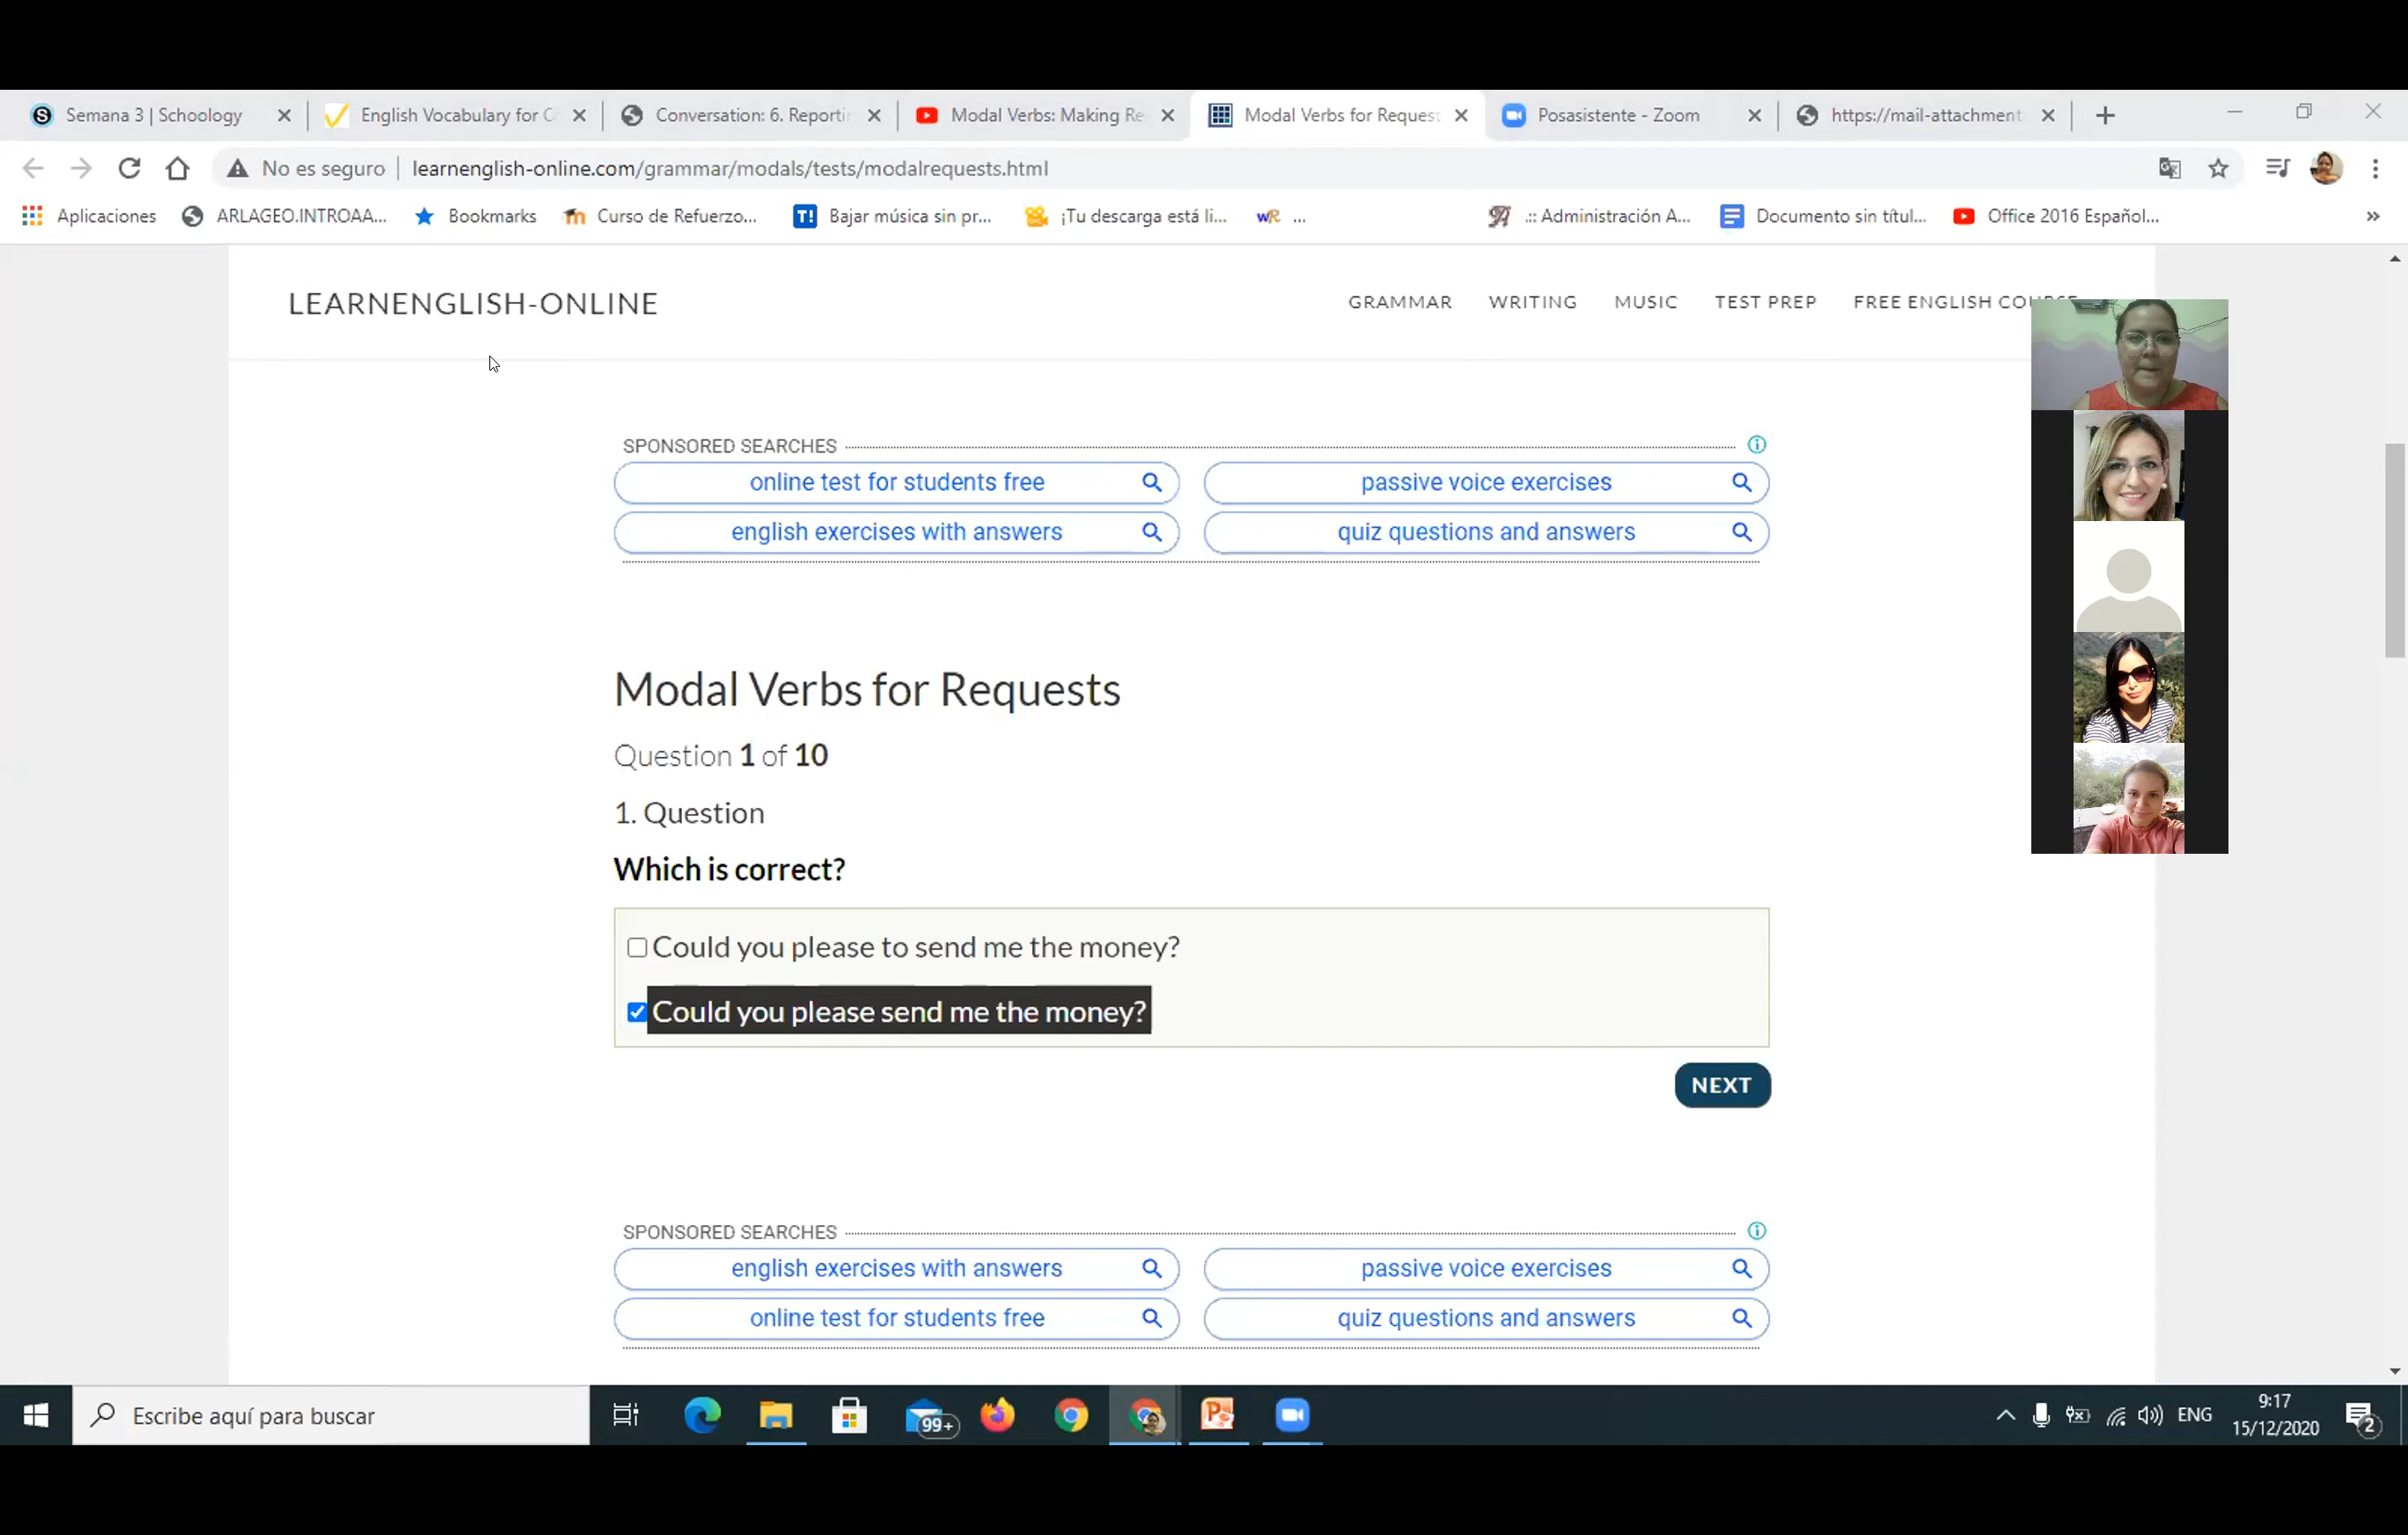 Semana 3 | Schoology
English Vocabulary for C
Conversation: 6. Reporti
Modal Verbs: Making Re
Modal Verbs for Request
Posasistente - Zoom
https://mail-attachment
No es seguro
learnenglish-online.com/grammar/modals/tests/modalrequests.html
Aplicaciones
ARLAGEO.INTROAA...
Bookmarks
Curso de Refuerzo...
T! Bajar música sin pr...
¡Tu descarga está li...
wR ...
.:: Administración A...
Documento sin títul...
Office 2016 Español...
LEARNENGLISH-ONLINE
GRAMMAR WRITING MUSIC TEST PREP FREE ENGLISH COURSE
SPONSORED SEARCHES
online test for students free
passive voice exercises
english exercises with answers
quiz questions and answers
Modal Verbs for Requests
Question 1 of 10
1. Question
Which is correct?
Could you please to send me the money?
Could you please send me the money?
NEXT
SPONSORED SEARCHES
english exercises with answers
passive voice exercises
online test for students free
quiz questions and answers
Escribe aquí para buscar
99+
ENG
9:17
15/12/2020
2